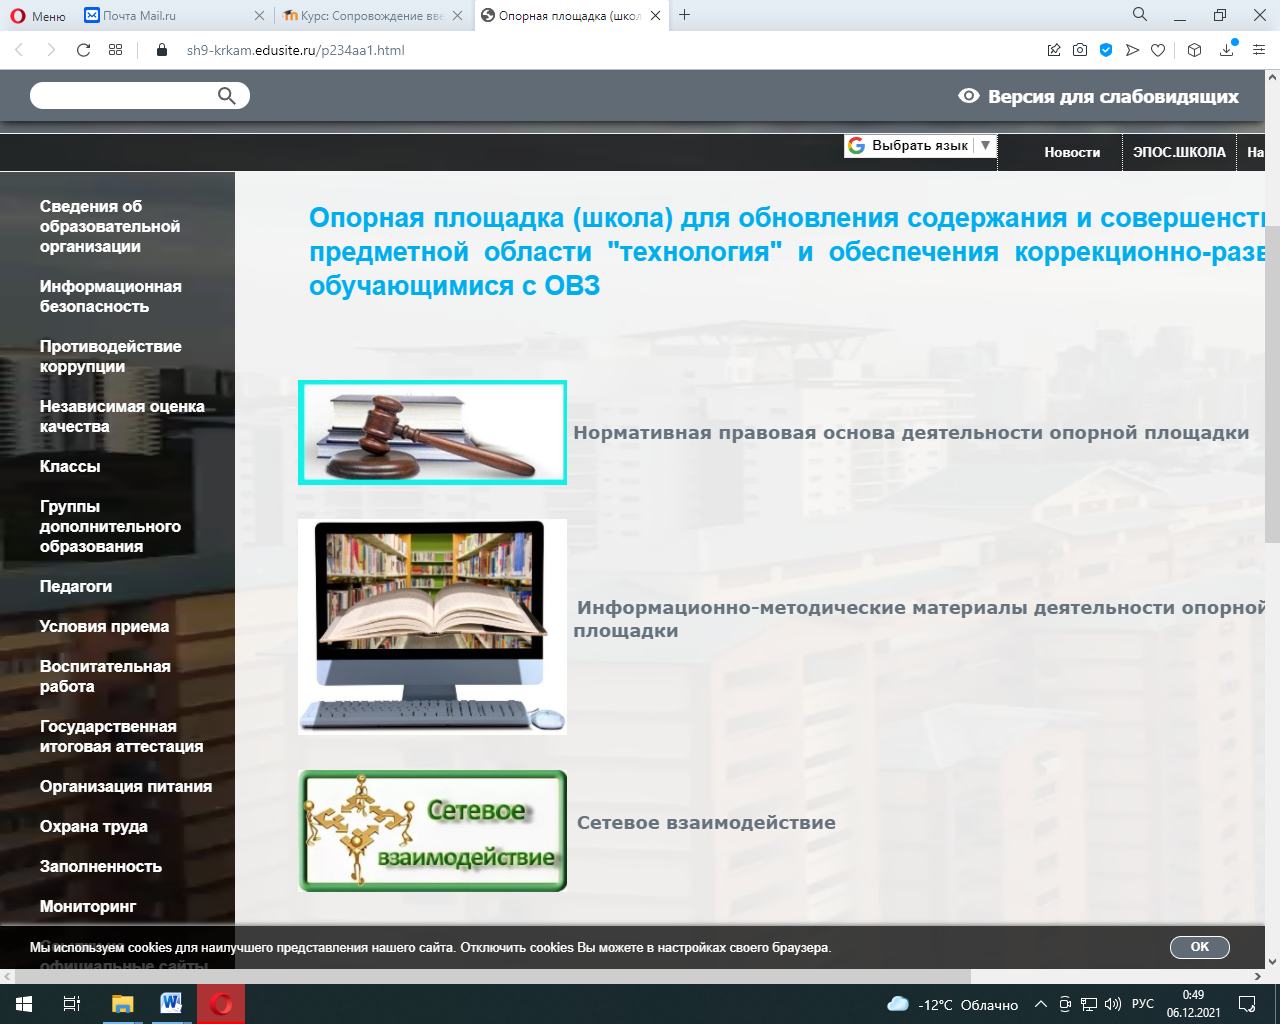 Меню
Почта Mail.ru
Курс: Сопровождение вве
Опорная площадка (школ
sh9-krkam.edusite.ru/p234aa1.html
Версия для слабовидящих
Выбрать язык
Новости
ЭПОС.ШКОЛА
На
Сведения об
образовательной
организации
Информационная
безопасность
Противодействие
коррупции
Независимая оценка
качества
Классы
Группы
дополнительного
образования
Педагоги
Условия приема
Воспитательная
работа
Государственная
итоговая аттестация
Организация питания
Охрана труда
Заполненность
Мониторинг
официальные сайты
Опорная площадка (школа) для обновления содержания и совершенств
предметной области "технология" и обеспечения коррекционно-разв
обучающимися с ОВЗ
Нормативная правовая основа деятельности опорной площадки
Информационно-методические материалы деятельности опорной
площадки
Сетевое
взаимодействие
Сетевое взаимодействие
Мы используем cookies для наилучшего представления нашего сайта. Отключить cookies Вы можете в настройках своего браузера.
OK
-12°C Облачно
РУС
0:49
06.12.2021